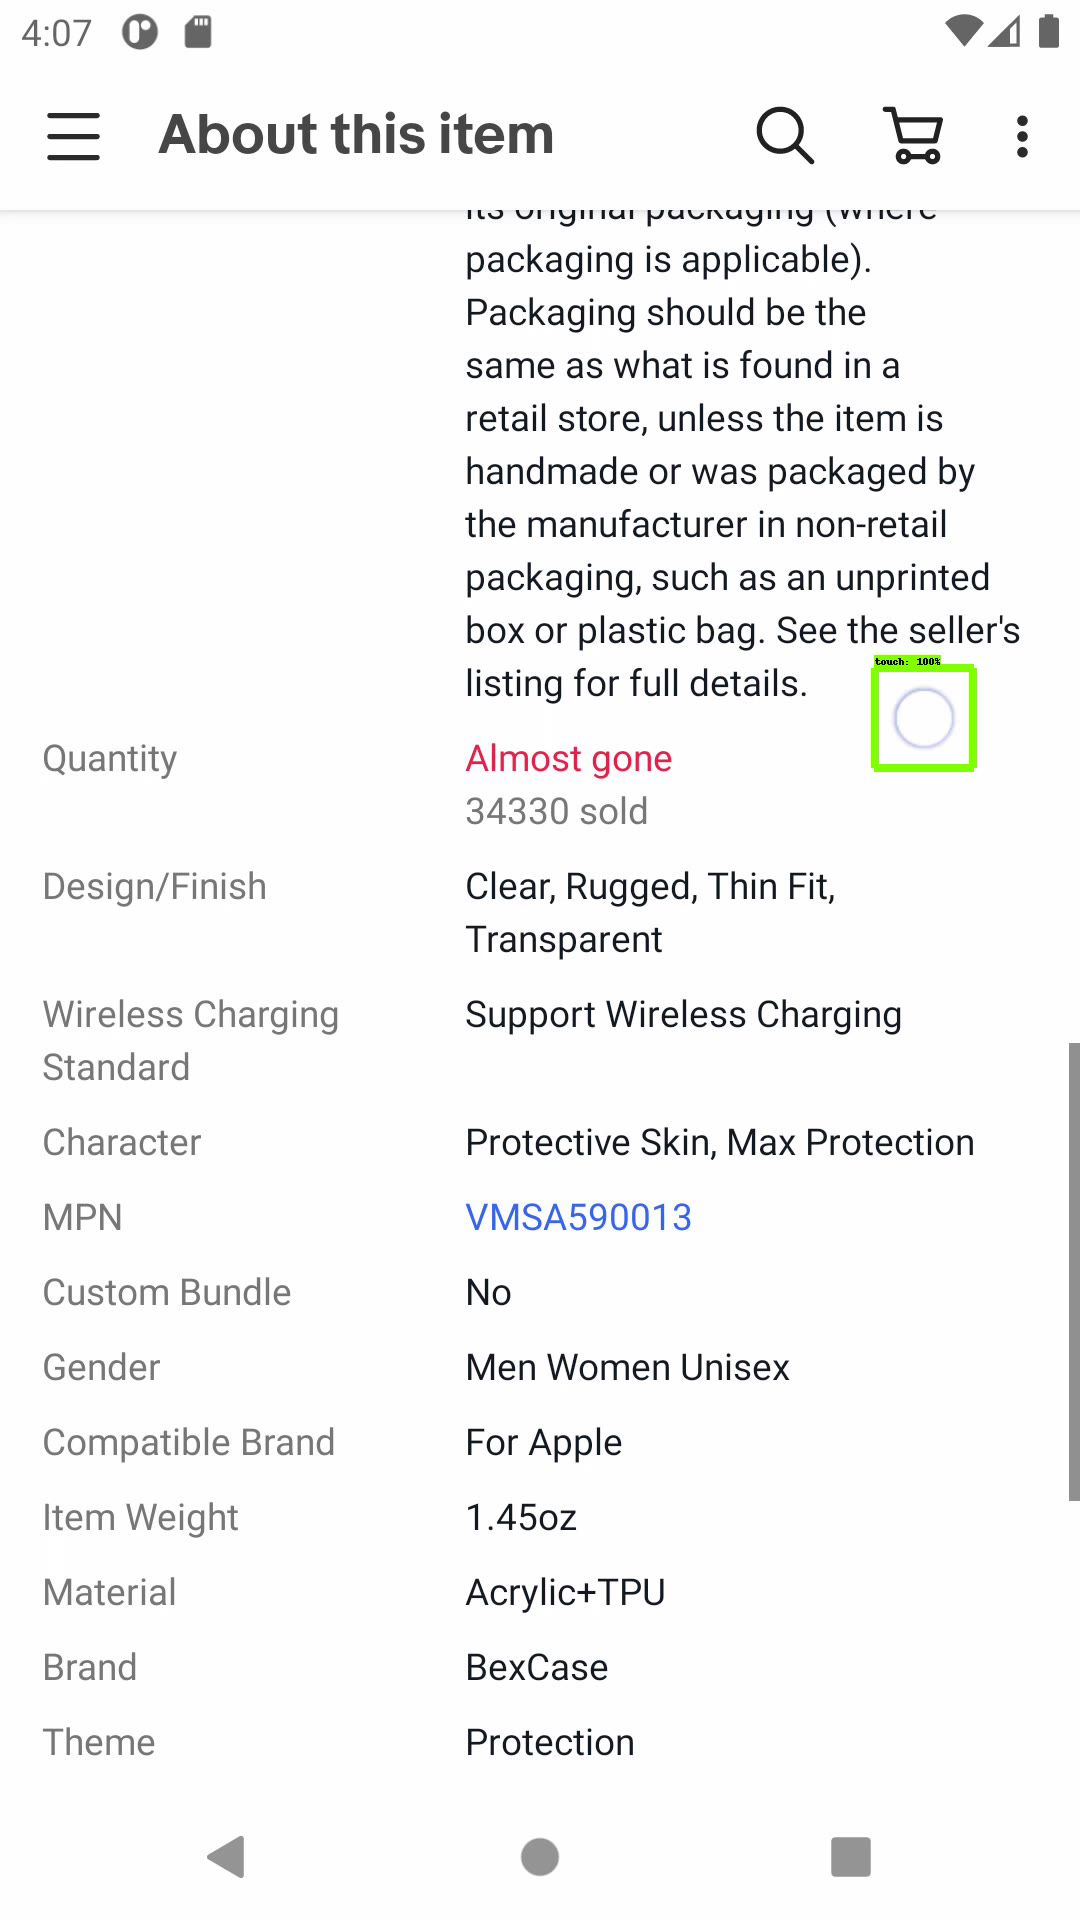 4:07
About this item
its original packaging (where
packaging is applicable).
Packaging should be the
same as what is found in a
retail store, unless the item is
handmade or was packaged by
the manufacturer in non-retail
packaging, such as an unprinted
box or plastic bag. See the seller's
listing for full details.
touch: 100%
Quantity
Almost gone
34330 sold
Design/Finish
Clear, Rugged, Thin Fit,
Transparent
Wireless Charging
Standard
Support Wireless Charging
Character
Protective Skin, Max Protection
MPN
VMSA590013
Custom Bundle
No
Gender
Men Women Unisex
Compatible Brand
For Apple
Item Weight
1.45oz
Material
Acrylic+TPU
Brand
BexCase
Theme
Protection